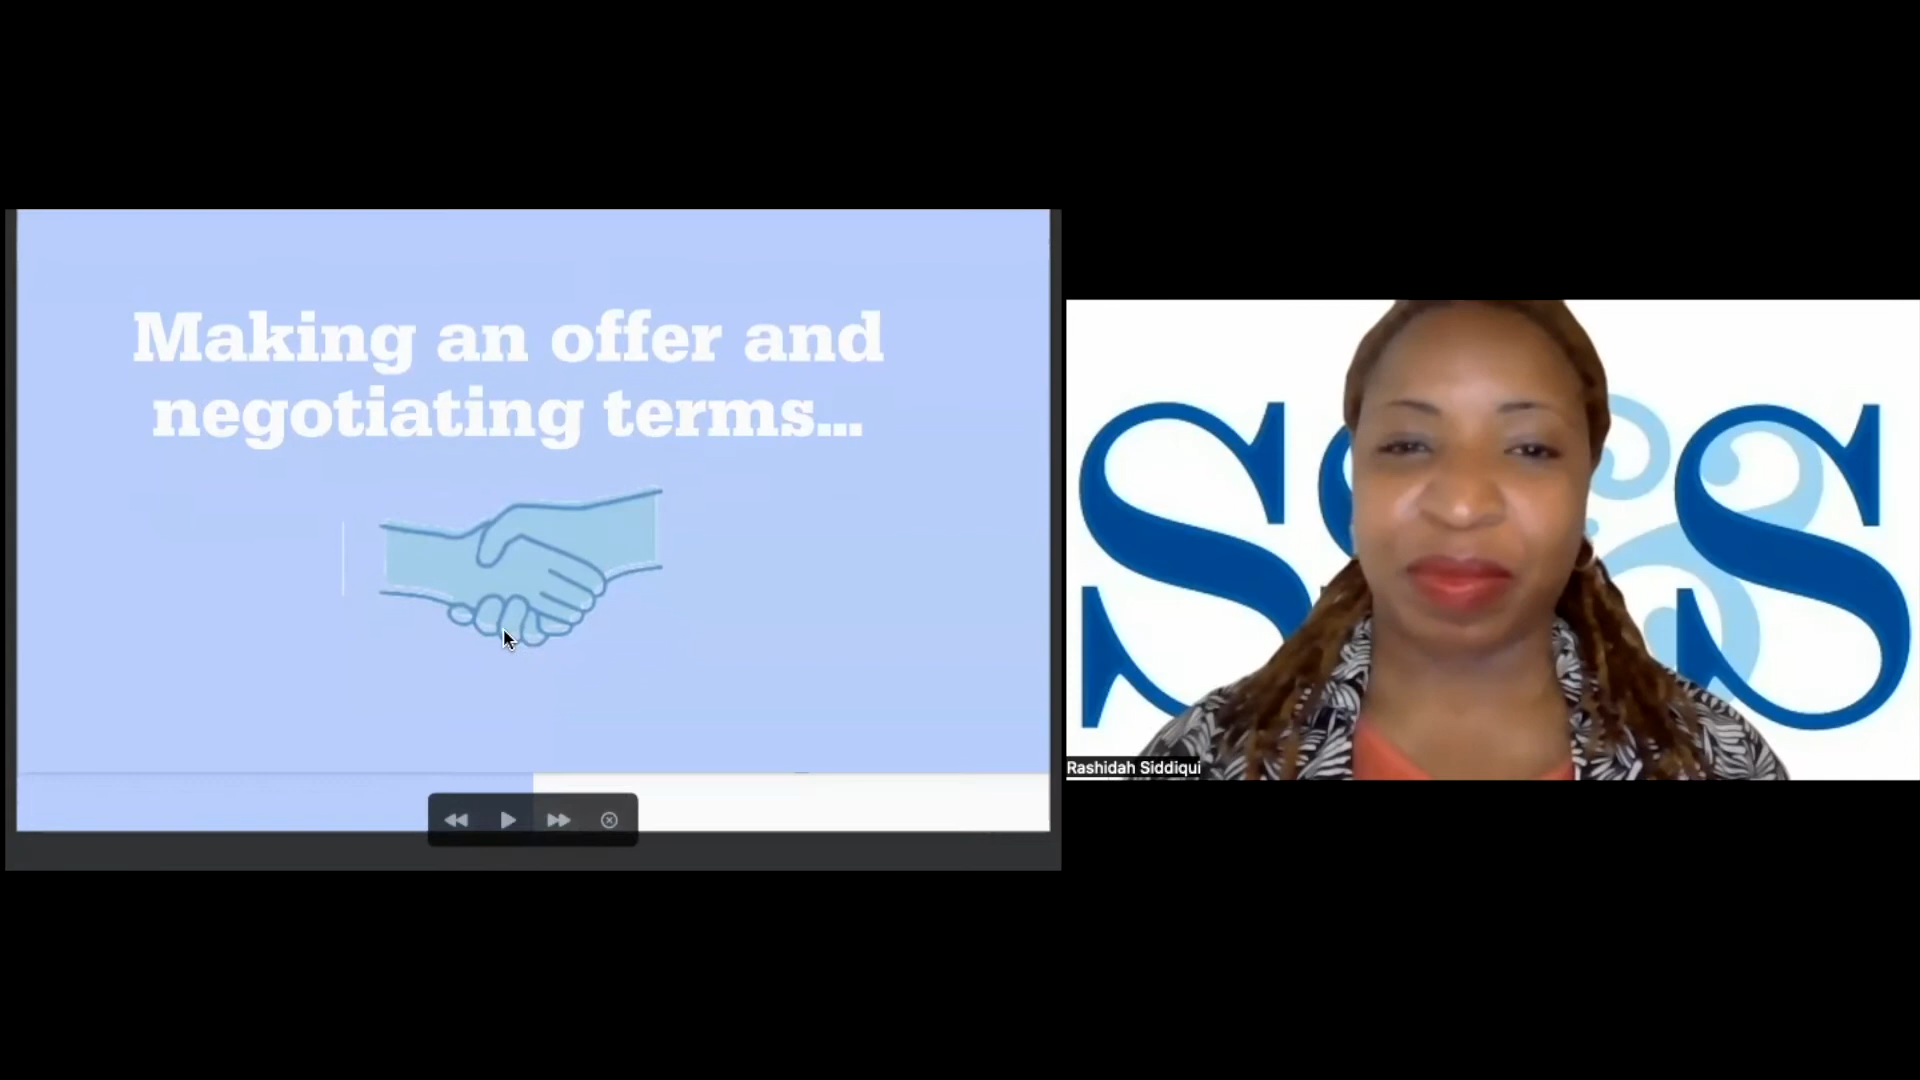 Making an offer and
negotiating terms...
S&S
Rashidah Siddiqui